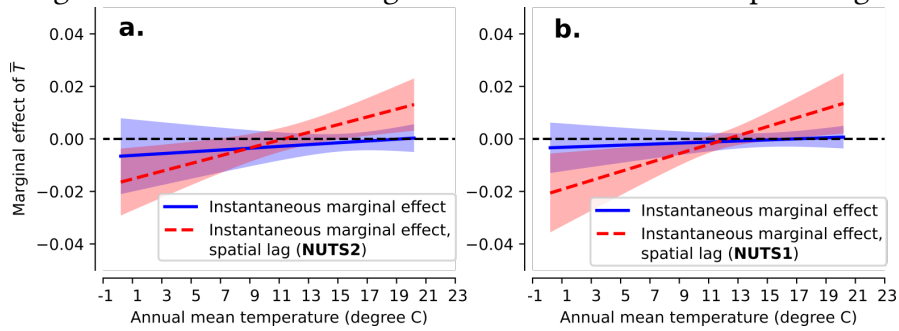 a.
Marginal effect of T̅
0.04
0.02
0.00
−0.02
−0.04
Instantaneous marginal effect
Instantaneous marginal effect,
spatial lag (NUTS2)
-1 1 3 5 7 9 11 13 15 17 19 21 23
Annual mean temperature (degree C)
b.
0.04
0.02
0.00
−0.02
−0.04
Instantaneous marginal effect
Instantaneous marginal effect,
spatial lag (NUTS1)
-1 1 3 5 7 9 11 13 15 17 19 21 23
Annual mean temperature (degree C)